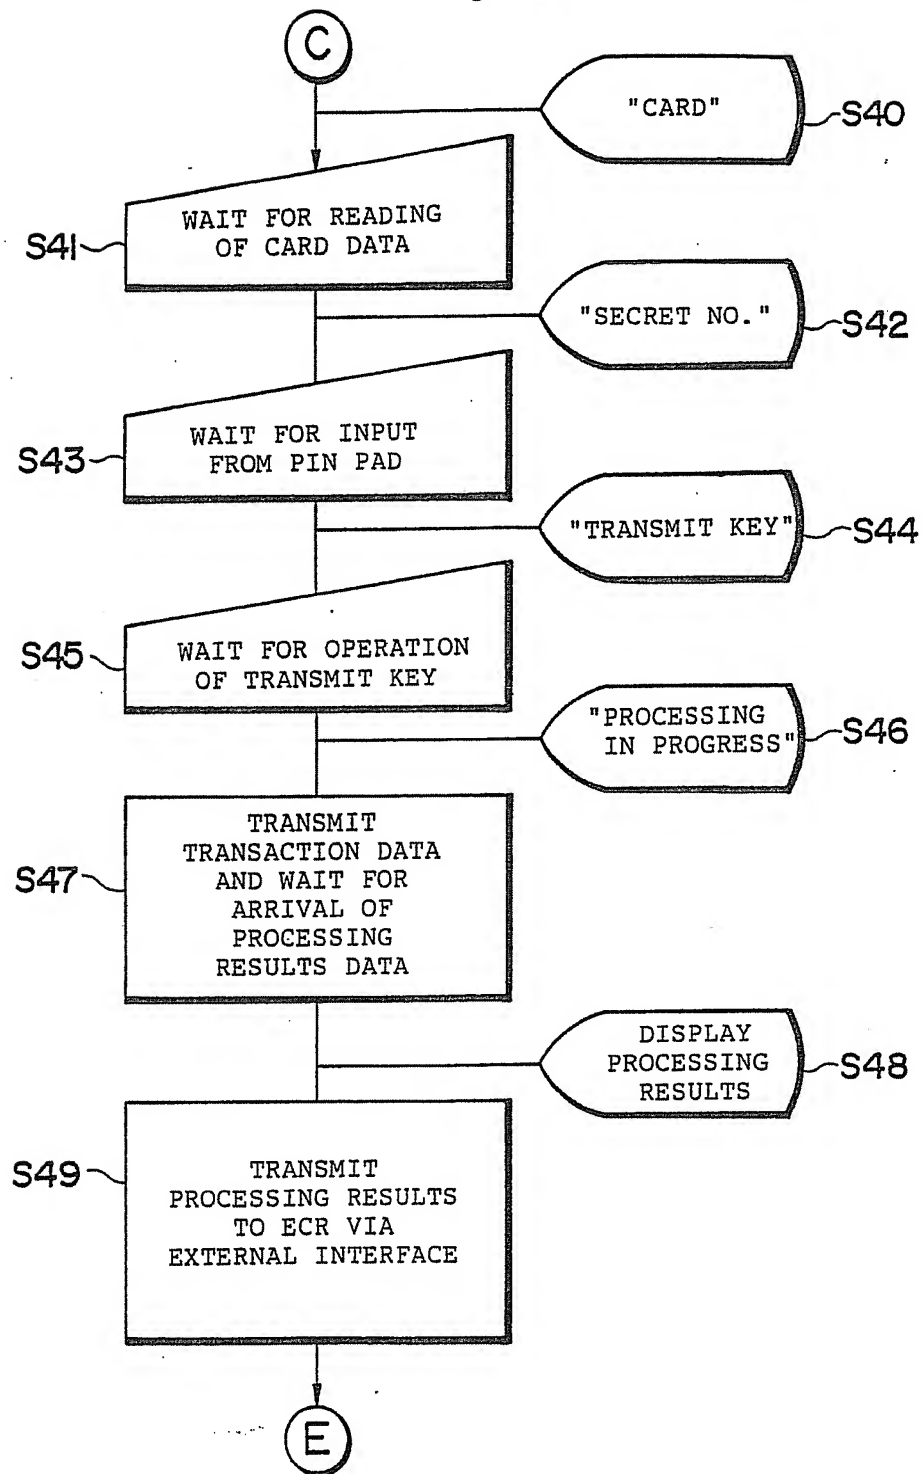 C
"CARD"
S40
WAIT FOR READING
OF CARD DATA
S41
"SECRET NO."
S42
WAIT FOR INPUT
FROM PIN PAD
S43
"TRANSMIT KEY"
S44
WAIT FOR OPERATION
OF TRANSMIT KEY
S45
"PROCESSING
IN PROGRESS"
S46
TRANSMIT
TRANSACTION DATA
AND WAIT FOR
ARRIVAL OF
PROCESSING
RESULTS DATA
S47
DISPLAY
PROCESSING
RESULTS
S48
TRANSMIT
PROCESSING RESULTS
TO ECR VIA
EXTERNAL INTERFACE
S49
E